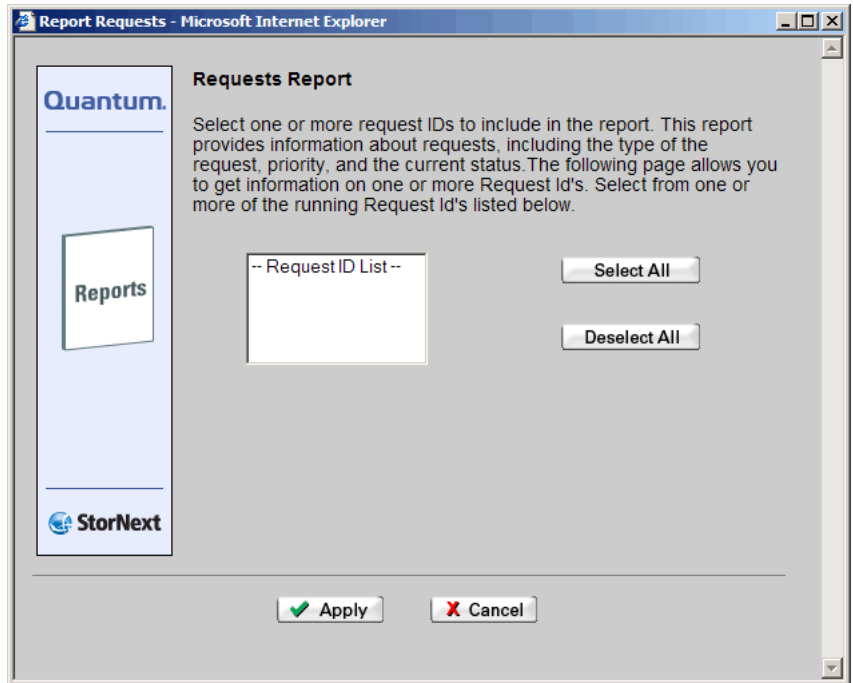 Report Requests - Microsoft Internet Explorer
Quantum.
Reports
StorNext
Requests Report
Select one or more request IDs to include in the report. This report
provides information about requests, including the type of the
request, priority, and the current status.The following page allows you
to get information on one or more Request Id's. Select from one or
more of the running Request Id's listed below.
-- Request ID List --
Select All
Deselect All
Apply
Cancel